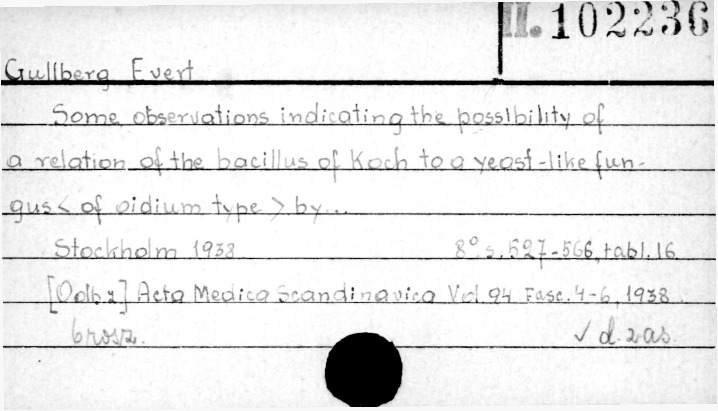 II. 102236
Gullberg Evert
Some observations indicating the possibility of
a relation of the bacillus of Koch to a yeast-like fun-
gus < of oidium type > by...
Stockholm 1938 8° s. 527-566, tabl. 16
[Odb. z] Acta Medica Scandinavica Vol. 94 Fasc. 4-6, 1938
brosz. √ d. zas.